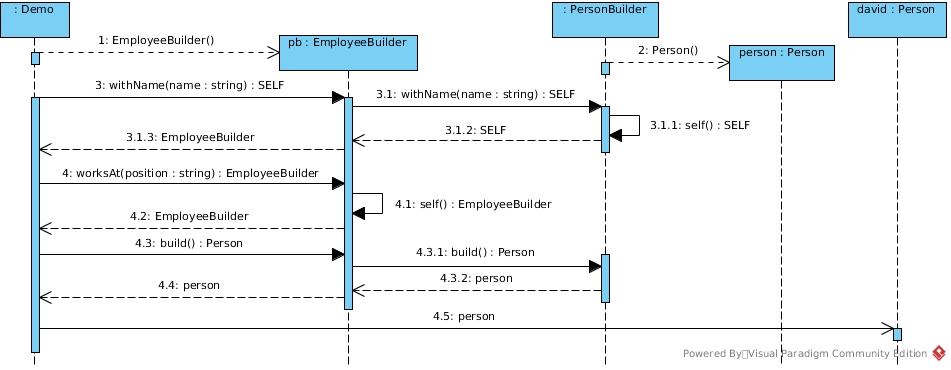 : Demo
: PersonBuilder
david : Person
1: EmployeeBuilder()
pb : EmployeeBuilder
2: Person()
person : Person
3: withName(name : string) : SELF
3.1: withName(name : string) : SELF
3.1.1: self() : SELF
3.1.2: SELF
3.1.3: EmployeeBuilder
4: worksAt(position : string) : EmployeeBuilder
4.1: self() : EmployeeBuilder
4.2: EmployeeBuilder
4.3: build() : Person
4.3.1: build() : Person
4.3.2: person
4.4: person
4.5: person
Powered By Visual Paradigm Community Edition